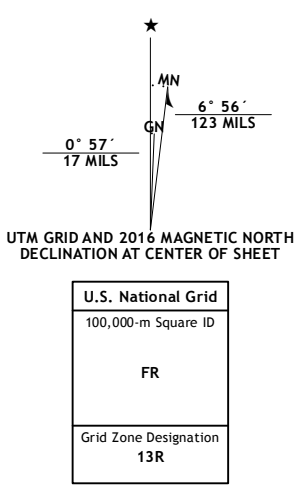 ★
MN
GN
6° 56´
123 MILS
0° 57´
17 MILS
UTM GRID AND 2016 MAGNETIC NORTH
DECLINATION AT CENTER OF SHEET
U.S. National Grid
100,000-m Square ID
FR
Grid Zone Designation
13R